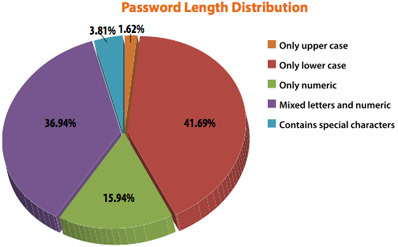 Password Length Distribution
3.81%
1.62%
36.94%
41.69%
15.94%
Only upper case
Only lower case
Only numeric
Mixed letters and numeric
Contains special characters